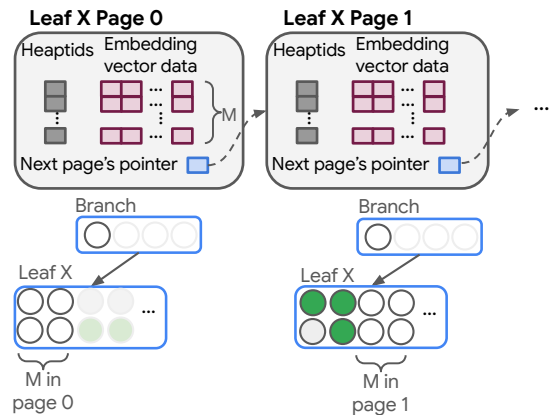 Leaf X Page 0
Heaptids
Embedding
vector data
...
...
M
Next page's pointer
Leaf X Page 1
Heaptids
Embedding
vector data
...
...
Next page's pointer
...
Branch
Leaf X
...
M in
page 0
Branch
Leaf X
...
M in
page 1